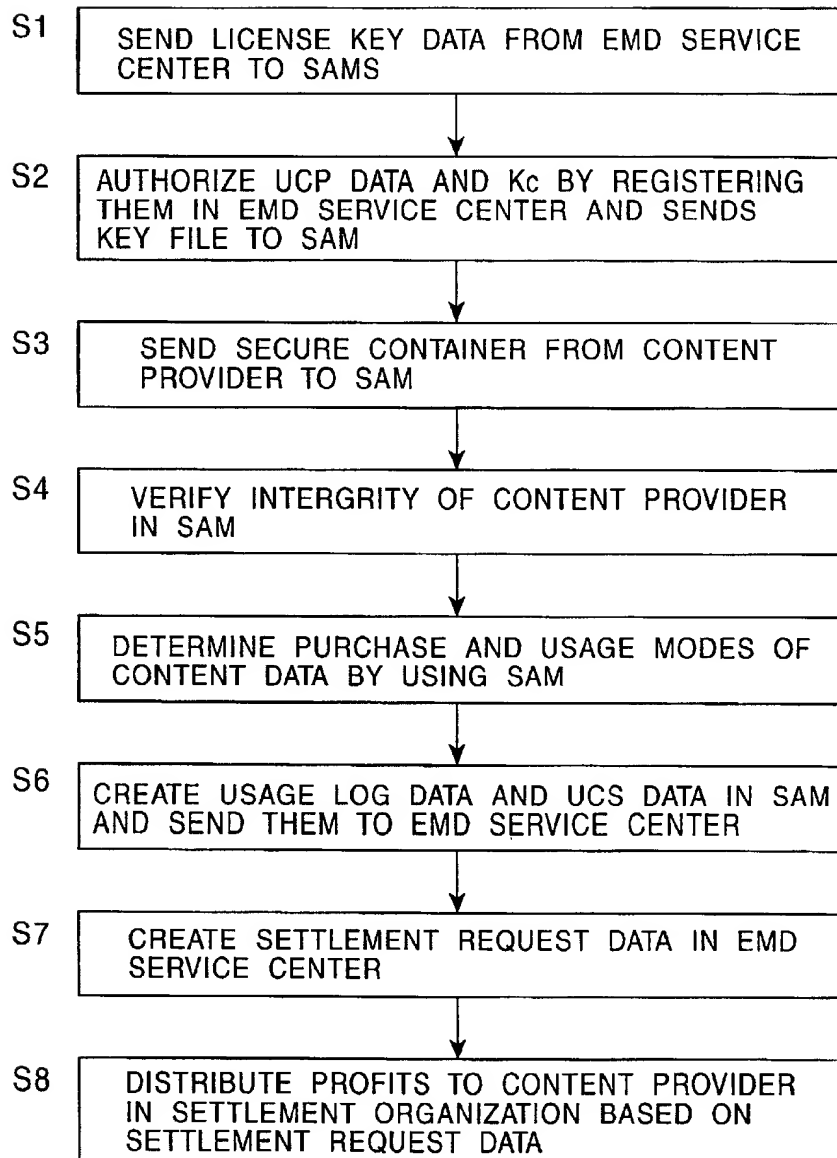 S1
SEND LICENSE KEY DATA FROM EMD SERVICE
CENTER TO SAMS
S2
AUTHORIZE UCP DATA AND Kc BY REGISTERING
THEM IN EMD SERVICE CENTER AND SENDS
KEY FILE TO SAM
S3
SEND SECURE CONTAINER FROM CONTENT
PROVIDER TO SAM
S4
VERIFY INTERGRITY OF CONTENT PROVIDER
IN SAM
S5
DETERMINE PURCHASE AND USAGE MODES OF
CONTENT DATA BY USING SAM
S6
CREATE USAGE LOG DATA AND UCS DATA IN SAM
AND SEND THEM TO EMD SERVICE CENTER
S7
CREATE SETTLEMENT REQUEST DATA IN EMD
SERVICE CENTER
S8
DISTRIBUTE PROFITS TO CONTENT PROVIDER
IN SETTLEMENT ORGANIZATION BASED ON
SETTLEMENT REQUEST DATA